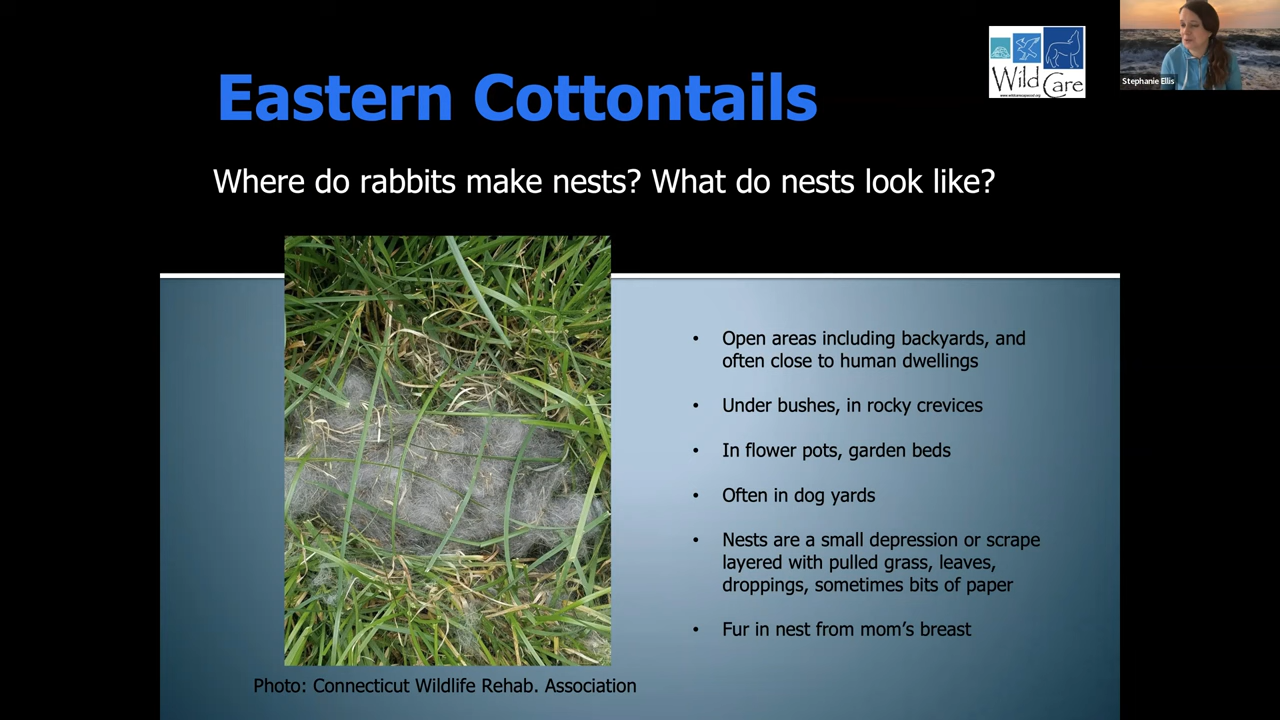 Eastern Cottontails
Where do rabbits make nests? What do nests look like?
Wild Care
Stephanie Ellis
• Open areas including backyards, and
often close to human dwellings
• Under bushes, in rocky crevices
• In flower pots, garden beds
• Often in dog yards
• Nests are a small depression or scrape
layered with pulled grass, leaves,
droppings, sometimes bits of paper
• Fur in nest from mom's breast
Photo: Connecticut Wildlife Rehab. Association